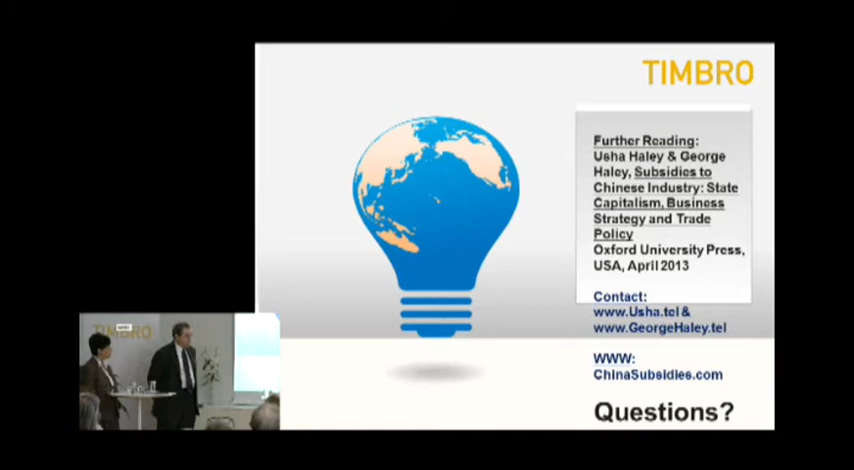 TIMBRO
Further Reading:
Usha Haley & George
Haley, Subsidies to
Chinese Industry: State
Capitalism, Business
Strategy and Trade
Policy
Oxford University Press,
USA, April 2013
Contact:
www.Usha.tel &
www.GeorgeHaley.tel
WWW:
ChinaSubsidies.com
Questions?
TIMBRO